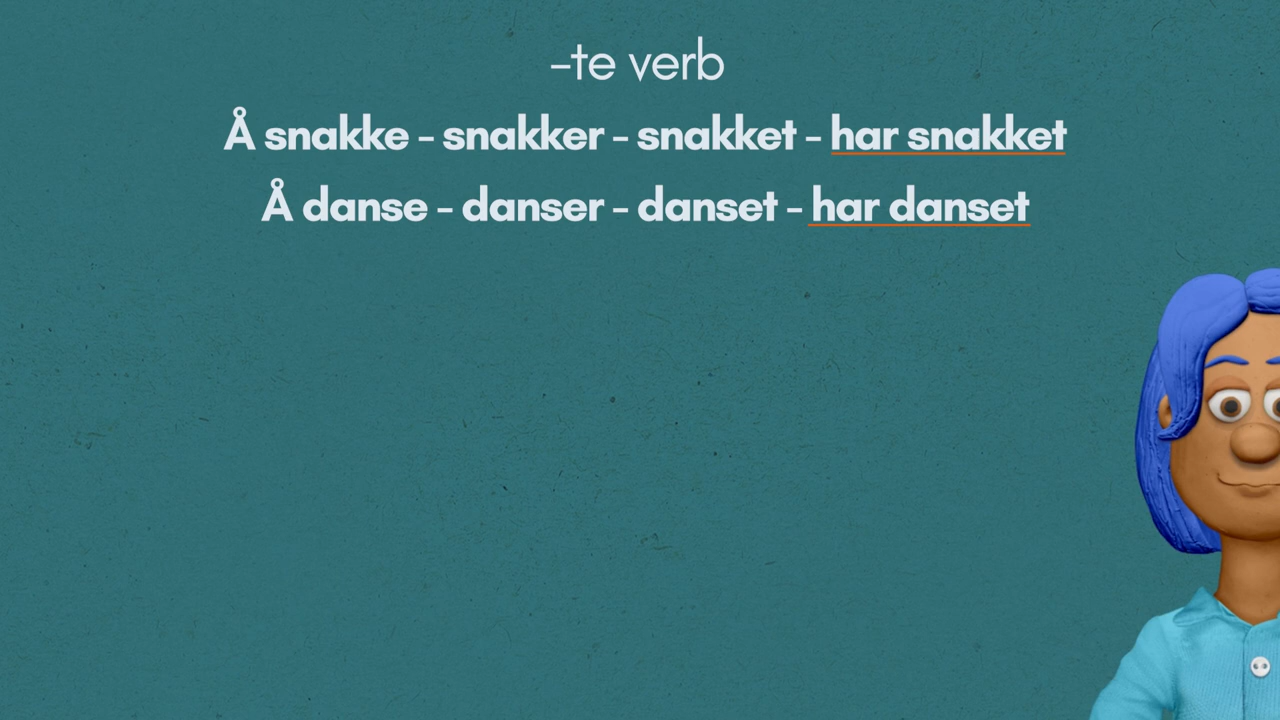 –te verb
Å snakke - snakker - snakket - har snakket
Å danse - danser - danset - har danset